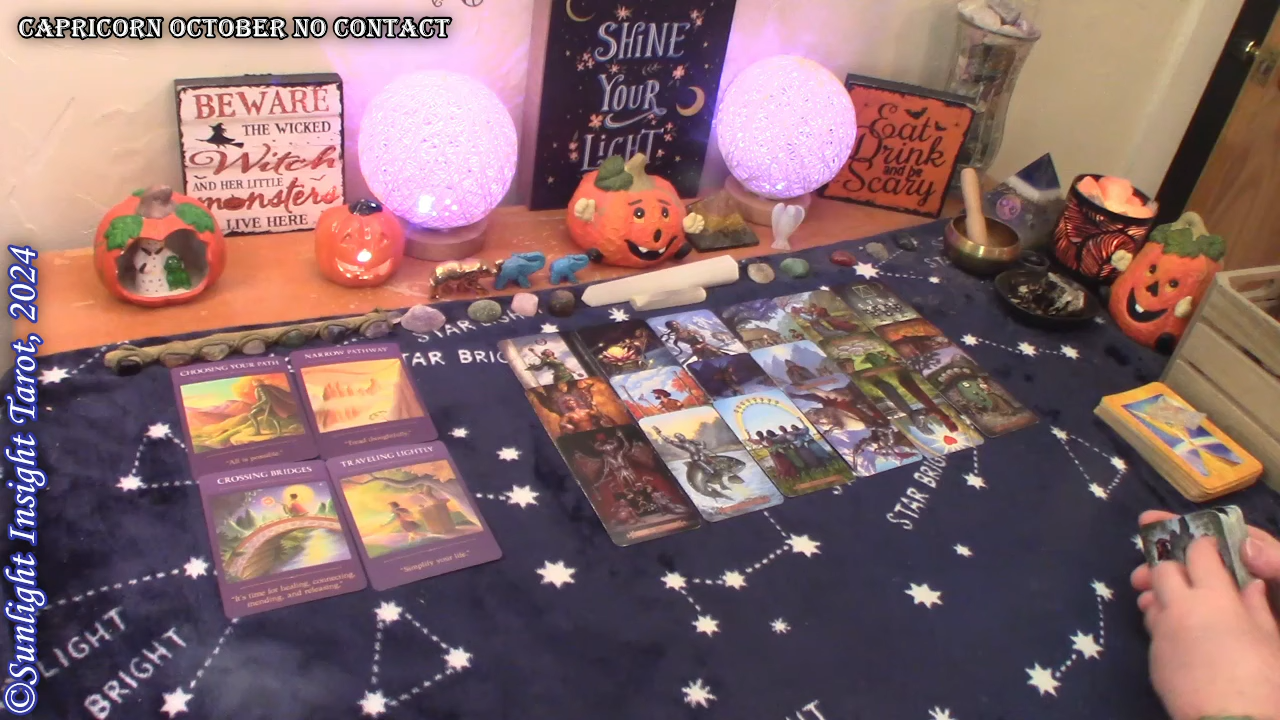 CAPRICORN OCTOBER NO CONTACT
©Sunlight Insight Tarot, 2024
BEWARE
THE WICKED
Witch
AND HER LITTLE
monsters
LIVE HERE
SHINE
YOUR
LIGHT
Eat
Drink
and be
Scary
STAR LIGHT
STAR BRIGHT
CHOOSING YOUR PATH
"All is possible."
NARROW PATHWAY
"Tread thoughtfully."
CROSSING BRIDGES
"It's time for healing, connecting,
mending, and releasing."
TRAVELING LIGHTLY
"Simplify your life."
STAR BRIGHT
LIGHT
BRIGHT